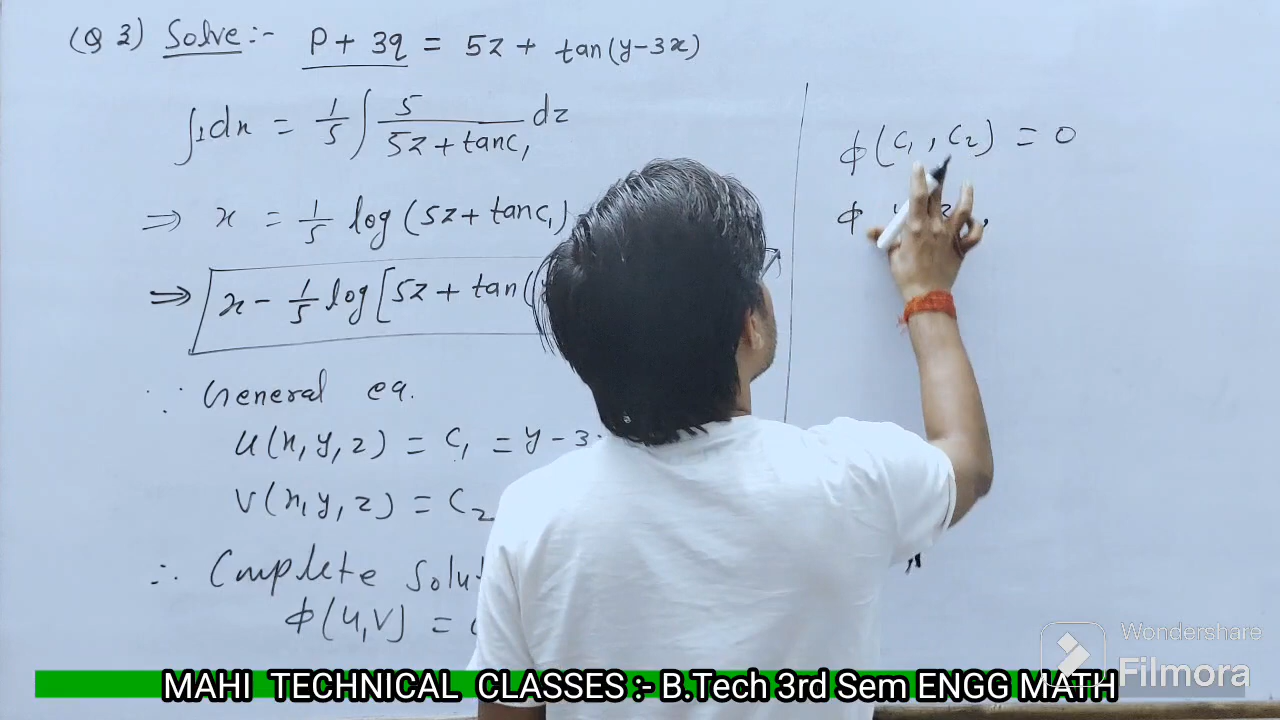 (Q 3) Solve:- p + 3q = 5z + tan(y-3x)
∫1dx = 1/5 ∫ 5/(5z + tanc₁) dz
⇒ x = 1/5 log (5z + tanc₁)
⇒ x - 1/5 log [5z + tan(
∵ General eq.
u(x, y, z) = C₁ = y - 3
v(x, y, z) = C₂
∴ Complete Solut
ϕ(u, v) =
ϕ(C₁, C₂) = 0
ϕ
MAHI TECHNICAL CLASSES :- B.Tech 3rd Sem ENGG MATH
Wondershare
Filmora